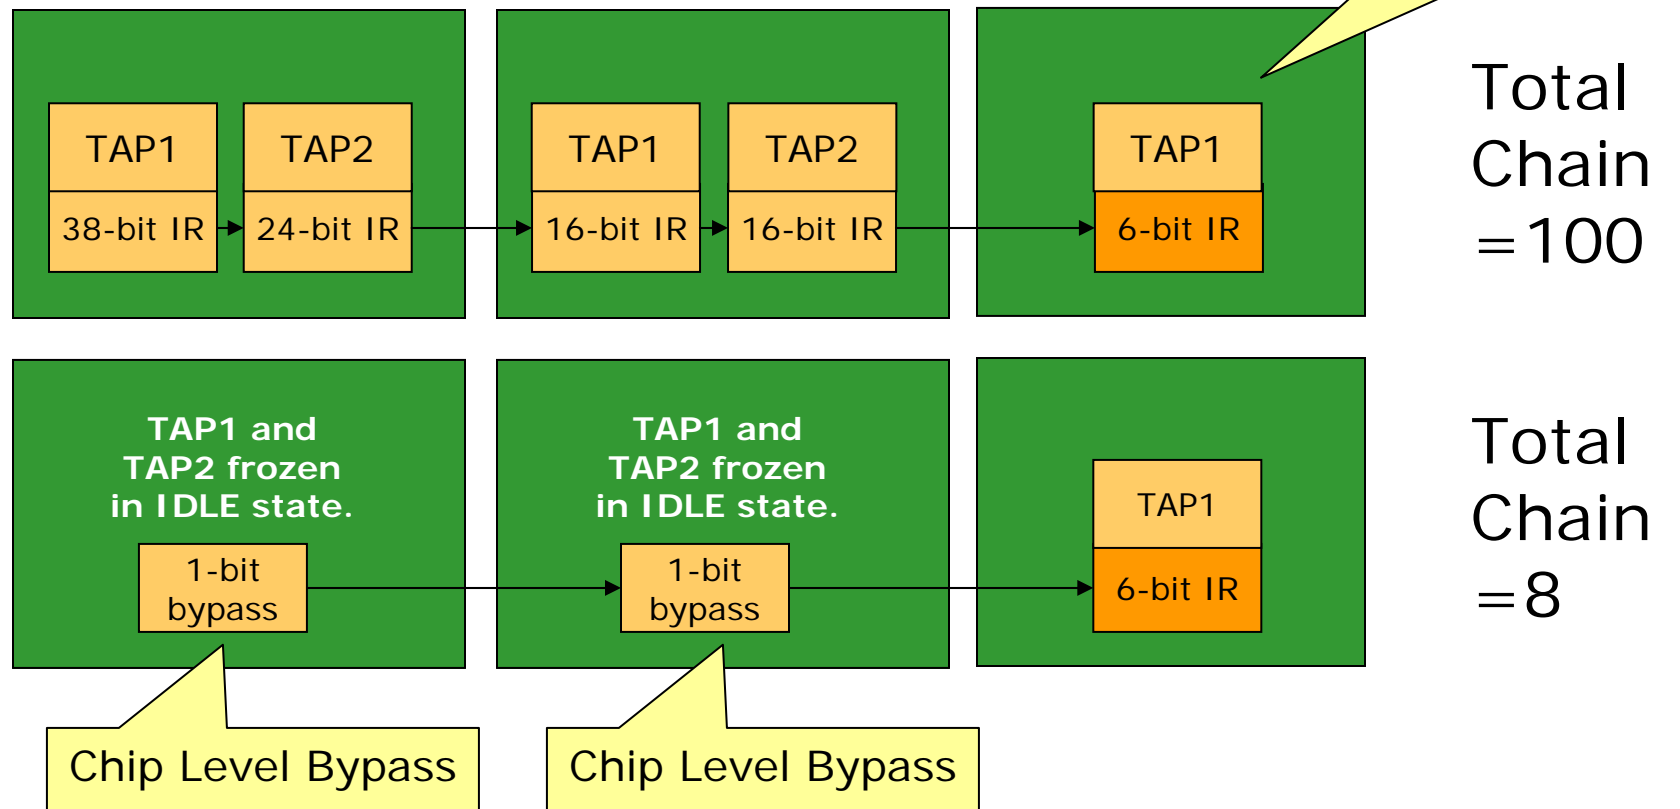 TAP1
38-bit IR
TAP2
24-bit IR
TAP1
16-bit IR
TAP2
16-bit IR
TAP1
6-bit IR
Total
Chain
=100
TAP1 and
TAP2 frozen
in IDLE state.
1-bit
bypass
TAP1 and
TAP2 frozen
in IDLE state.
1-bit
bypass
TAP1
6-bit IR
Total
Chain
=8
Chip Level Bypass
Chip Level Bypass